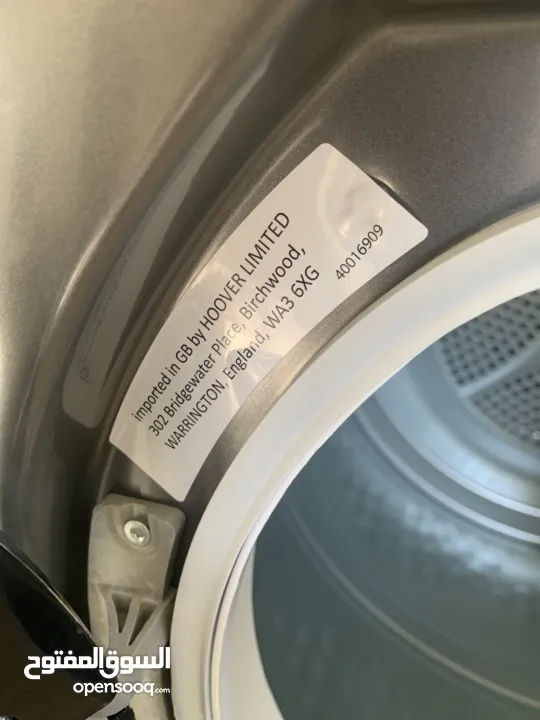 imported in GB by HOOVER LIMITED
302 Bridgewater Place, Birchwood,
WARRINGTON, England, WA3 6XG
40016909
السوق المفتوح
opensooq.com